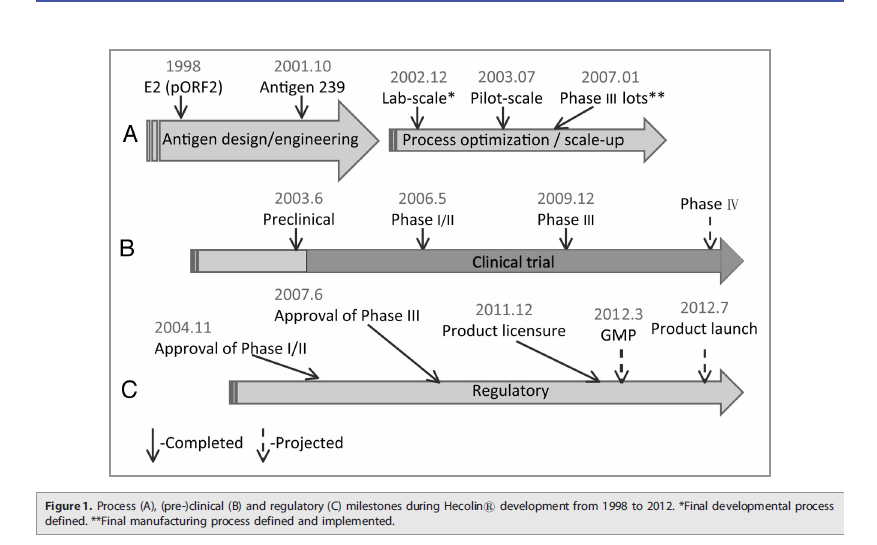 1998
E2 (pORF2)
2001.10
Antigen 239
2002.12
Lab-scale*
2003.07
Pilot-scale
2007.01
Phase III lots**
A
Antigen design/engineering
Process optimization / scale-up
2003.6
Preclinical
2006.5
Phase I/II
2009.12
Phase III
Phase Ⅳ
B
Clinical trial
2004.11
Approval of Phase I/II
2007.6
Approval of Phase III
2011.12
Product licensure
2012.3
GMP
2012.7
Product launch
C
Regulatory
-Completed
-Projected
Figure 1. Process (A), (pre-)clinical (B) and regulatory (C) milestones during Hecolin® development from 1998 to 2012. *Final developmental process
defined. **Final manufacturing process defined and implemented.